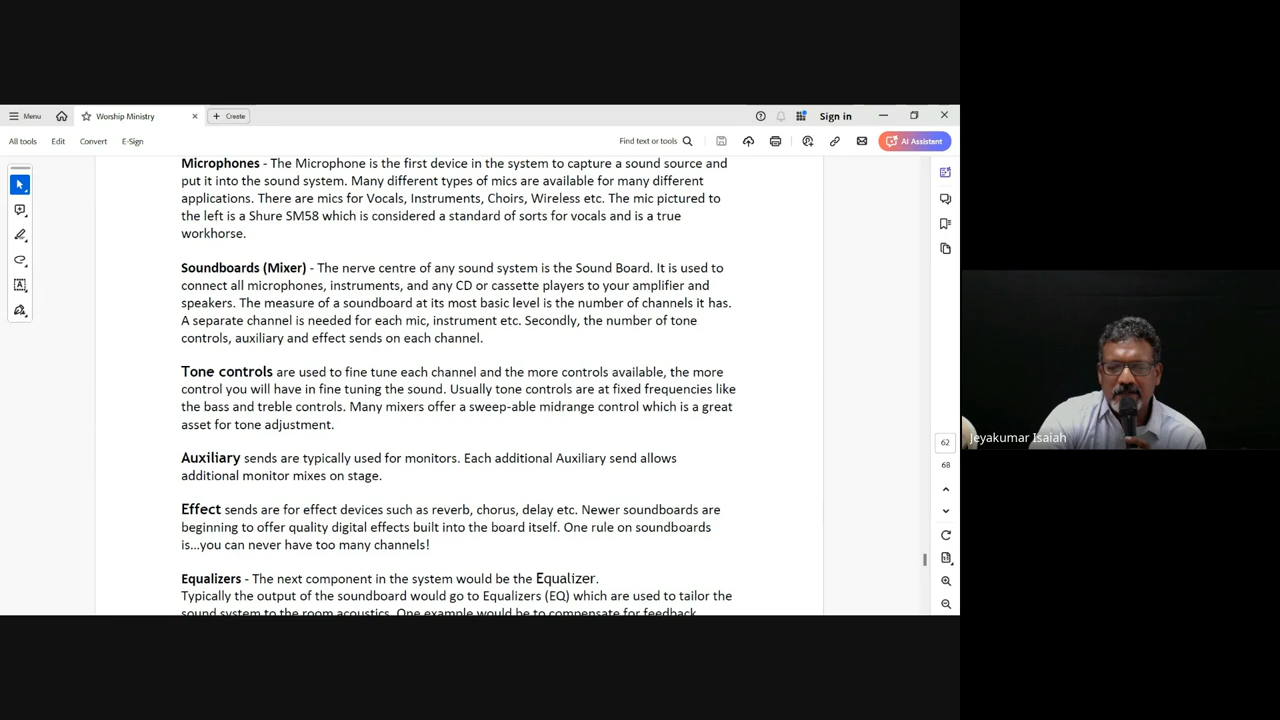 Menu
Worship Ministry
Create
Sign in
All tools
Edit
Convert
E-Sign
Find text or tools
AI Assistant
Microphones - The Microphone is the first device in the system to capture a sound source and
put it into the sound system. Many different types of mics are available for many different
applications. There are mics for Vocals, Instruments, Choirs, Wireless etc. The mic pictured to
the left is a Shure SM58 which is considered a standard of sorts for vocals and is a true
workhorse.
Soundboards (Mixer) - The nerve centre of any sound system is the Sound Board. It is used to
connect all microphones, instruments, and any CD or cassette players to your amplifier and
speakers. The measure of a soundboard at its most basic level is the number of channels it has.
A separate channel is needed for each mic, instrument etc. Secondly, the number of tone
controls, auxiliary and effect sends on each channel.
Tone controls are used to fine tune each channel and the more controls available, the more
control you will have in fine tuning the sound. Usually tone controls are at fixed frequencies like
the bass and treble controls. Many mixers offer a sweep-able midrange control which is a great
asset for tone adjustment.
Auxiliary sends are typically used for monitors. Each additional Auxiliary send allows
additional monitor mixes on stage.
Effect sends are for effect devices such as reverb, chorus, delay etc. Newer soundboards are
beginning to offer quality digital effects built into the board itself. One rule on soundboards
is...you can never have too many channels!
Equalizers - The next component in the system would be the Equalizer.
Typically the output of the soundboard would go to Equalizers (EQ) which are used to tailor the
sound system to the room acoustics. One example would be to compensate for feedback
62
68
Jeyakumar Isaiah